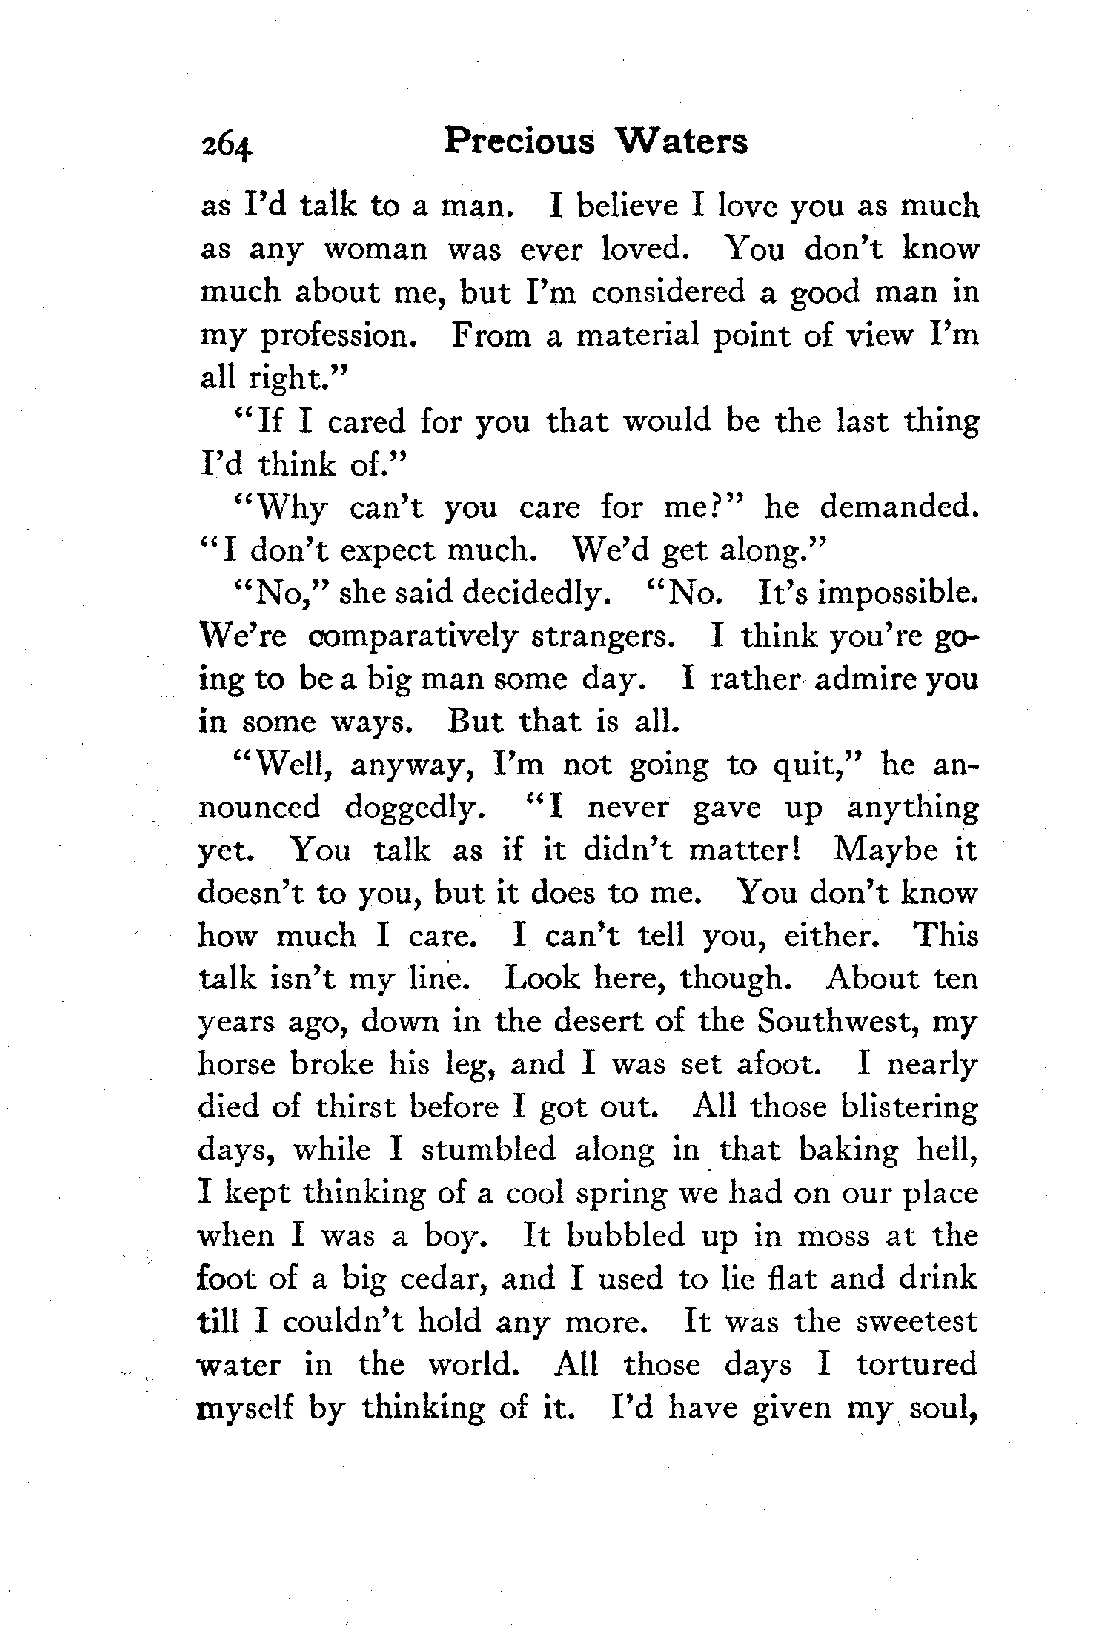 264 Precious Waters
as I'd talk to a man. I believe I love you as much
as any woman was ever loved. You don't know
much about me, but I'm considered a good man in
my profession. From a material point of view I'm
all right."
"If I cared for you that would be the last thing
I'd think of."
"Why can't you care for me?" he demanded.
"I don't expect much. We'd get along."
"No," she said decidedly. "No. It's impossible.
We're comparatively strangers. I think you're go-
ing to be a big man some day. I rather admire you
in some ways. But that is all.
"Well, anyway, I'm not going to quit," he an-
nounced doggedly. "I never gave up anything
yet. You talk as if it didn't matter! Maybe it
doesn't to you, but it does to me. You don't know
how much I care. I can't tell you, either. This
talk isn't my line. Look here, though. About ten
years ago, down in the desert of the Southwest, my
horse broke his leg, and I was set afoot. I nearly
died of thirst before I got out. All those blistering
days, while I stumbled along in that baking hell,
I kept thinking of a cool spring we had on our place
when I was a boy. It bubbled up in moss at the
foot of a big cedar, and I used to lie flat and drink
till I couldn't hold any more. It was the sweetest
water in the world. All those days I tortured
myself by thinking of it. I'd have given my soul,